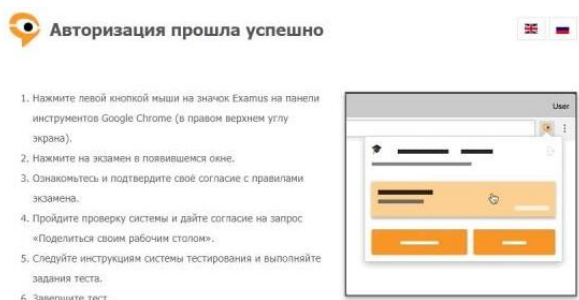 Авторизация прошла успешно
1. Нажмите левой кнопкой мыши на значок Examus на панели
инструментов Google Chrome (в правом верхнем углу
экрана).
2. Нажмите на экзамен в появившемся окне.
3. Ознакомьтесь и подтвердите своё согласие с правилами
экзамена.
4. Пройдите проверку системы и дайте согласие на запрос
«Поделиться своим рабочим столом».
5. Следуйте инструкциям системы тестирования и выполняйте
задания теста.
6. Завершите тест.
User